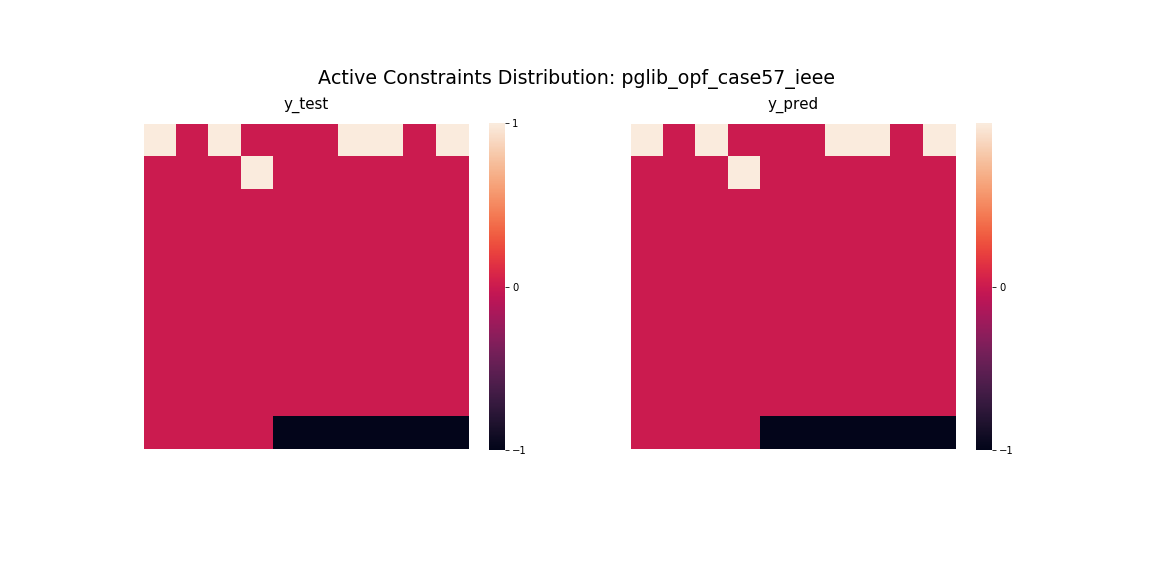 Active Constraints Distribution: pglib_opf_case57_ieee
y_test
y_pred
1
0
−1
0
−1